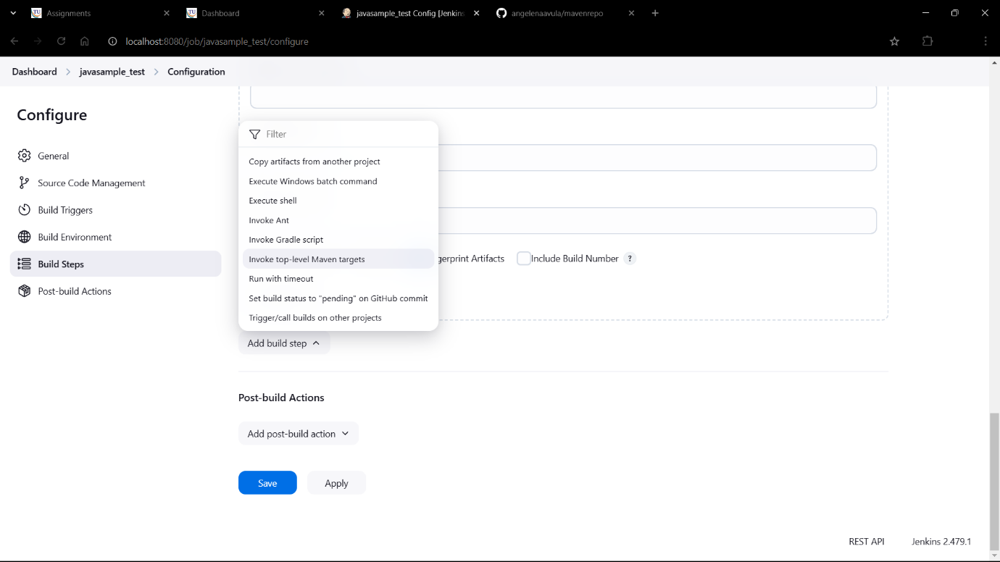 Assignments
Dashboard
javasample_test Config [Jenkins
angelenaavula/mavenrepo
localhost:8080/job/javasample_test/configure
Dashboard > javasample_test > Configuration
Configure
General
Source Code Management
Build Triggers
Build Environment
Build Steps
Post-build Actions
Filter
Copy artifacts from another project
Execute Windows batch command
Execute shell
Invoke Ant
Invoke Gradle script
Invoke top-level Maven targets
Run with timeout
Set build status to "pending" on GitHub commit
Trigger/call builds on other projects
gerprint Artifacts
Include Build Number ?
Add build step
Post-build Actions
Add post-build action
Save
Apply
REST API
Jenkins 2.479.1